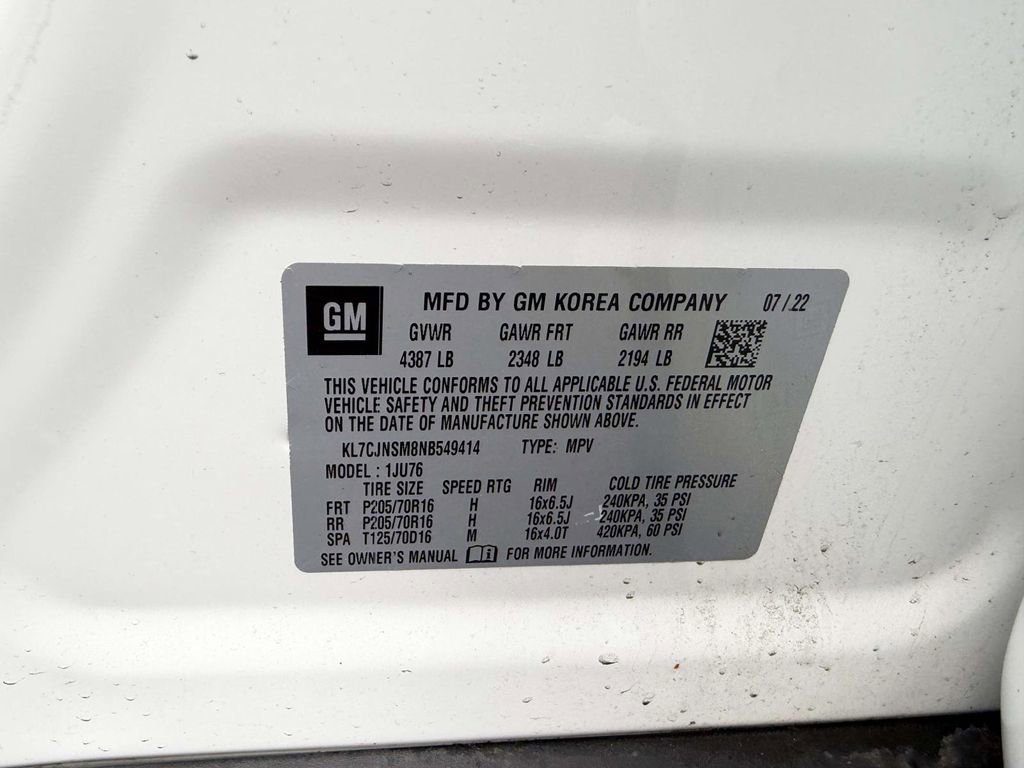 GM
MFD BY GM KOREA COMPANY 07/22
GVWR GAWR FRT GAWR RR
4387 LB 2348 LB 2194 LB
THIS VEHICLE CONFORMS TO ALL APPLICABLE U.S. FEDERAL MOTOR
VEHICLE SAFETY AND THEFT PREVENTION STANDARDS IN EFFECT
ON THE DATE OF MANUFACTURE SHOWN ABOVE.
KL7CJNSM8NB549414 TYPE: MPV
MODEL : 1JU76
TIRE SIZE SPEED RTG RIM COLD TIRE PRESSURE
FRT P205/70R16 H 16x6.5J 240KPA, 35 PSI
RR P205/70R16 H 16x6.5J 240KPA, 35 PSI
SPA T125/70D16 M 16x4.0T 420KPA, 60 PSI
SEE OWNER'S MANUAL FOR MORE INFORMATION.